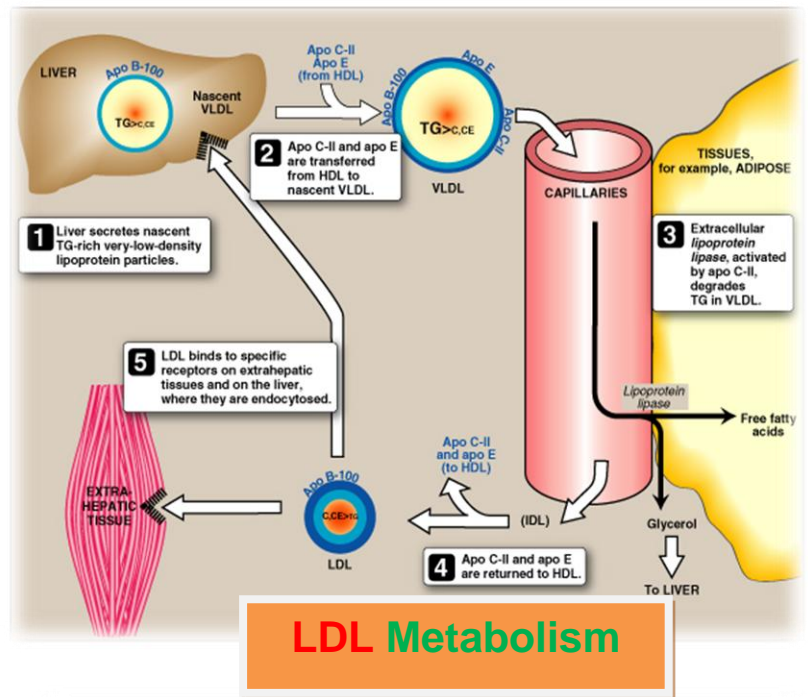 LIVER
Apo B-100
Nascent
VLDL
TG>C,CE
Apo C-II
Apo E
(from HDL)
Apo B-100
Apo E
Apo C-II
TG>C,CE
VLDL
2 Apo C-II and apo E
are transferred
from HDL to
nascent VLDL.
CAPILLARIES
TISSUES,
for example, ADIPOSE
1 Liver secretes nascent
TG-rich very-low-density
lipoprotein particles.
3 Extracellular
lipoprotein
lipase, activated
by apo C-II,
degrades
TG in VLDL.
5 LDL binds to specific
receptors on extrahepatic
tissues and on the liver,
where they are endocytosed.
Lipoprotein
lipase
Free fatty
acids
Apo C-II
and apo E
(to HDL)
EXTRA-
HEPATIC
TISSUE
Apo B-100
C,CE>TG
LDL
(IDL)
Glycerol
4 Apo C-II and apo E
are returned to HDL.
To LIVER
LDL Metabolism